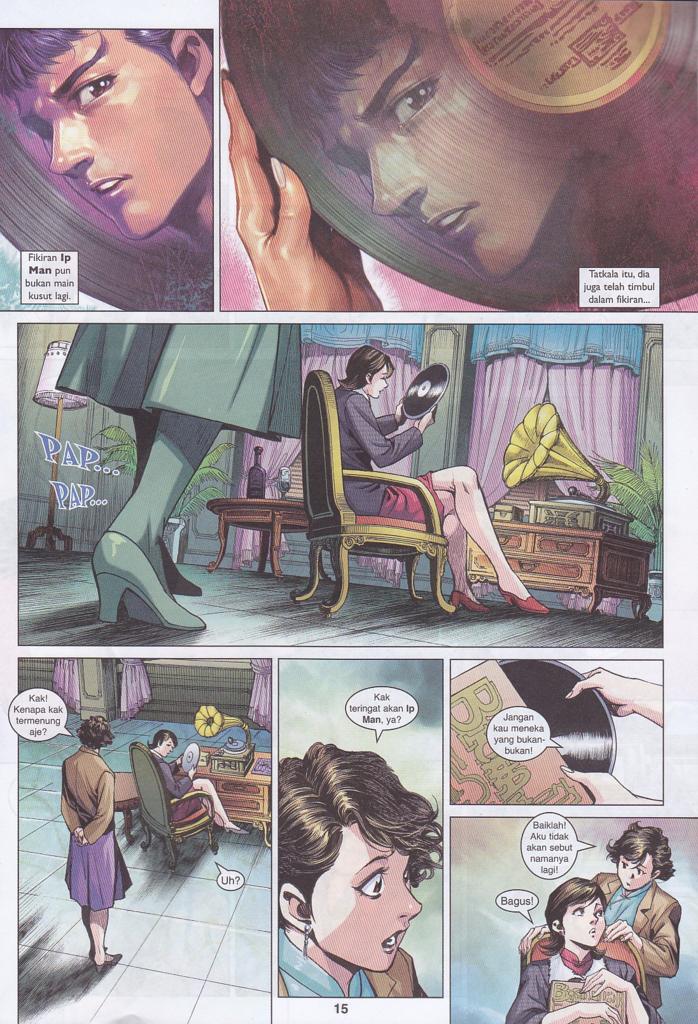 Fikiran Ip
Man pun
bukan main
kusut lagi.
Tatkala itu, dia
juga telah timbul
dalam fikiran...
PAP...
PAP...
Kak!
Kenapa kak
termenung
aje?
Uh?
Kak
teringat akan Ip
Man, ya?
Jangan
kau meneka
yang bukan-
bukan!
Baiklah!
Aku tidak
akan sebut
namanya
lagi!
Bagus!
15